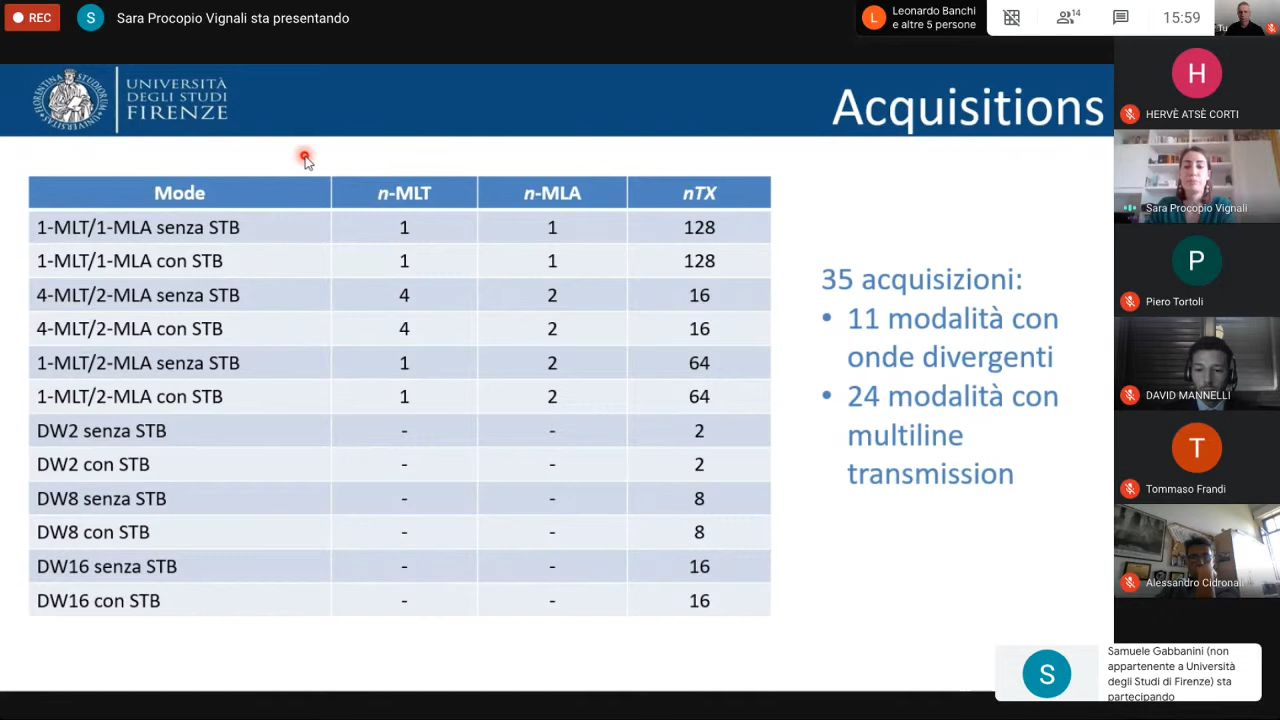 REC
S
Sara Procopio Vignali sta presentando
L
Leonardo Banchi
e altre 5 persone
14
15:59
Tu
UNIVERSITÀ
DEGLI STUDI
FIRENZE
Acquisitions
Mode n-MLT n-MLA nTX
1-MLT/1-MLA senza STB 1 1 128
1-MLT/1-MLA con STB 1 1 128
4-MLT/2-MLA senza STB 4 2 16
4-MLT/2-MLA con STB 4 2 16
1-MLT/2-MLA senza STB 1 2 64
1-MLT/2-MLA con STB 1 2 64
DW2 senza STB - - 2
DW2 con STB - - 2
DW8 senza STB - - 8
DW8 con STB - - 8
DW16 senza STB - - 16
DW16 con STB - - 16
35 acquisizioni:
• 11 modalità con
onde divergenti
• 24 modalità con
multiline
transmission
H
HERVÈ ATSÈ CORTI
Sara Procopio Vignali
P
Piero Tortoli
DAVID MANNELLI
T
Tommaso Frandi
Alessandro Cidronali
S
Samuele Gabbanini (non
appartenente a Università
degli Studi di Firenze) sta
partecipando